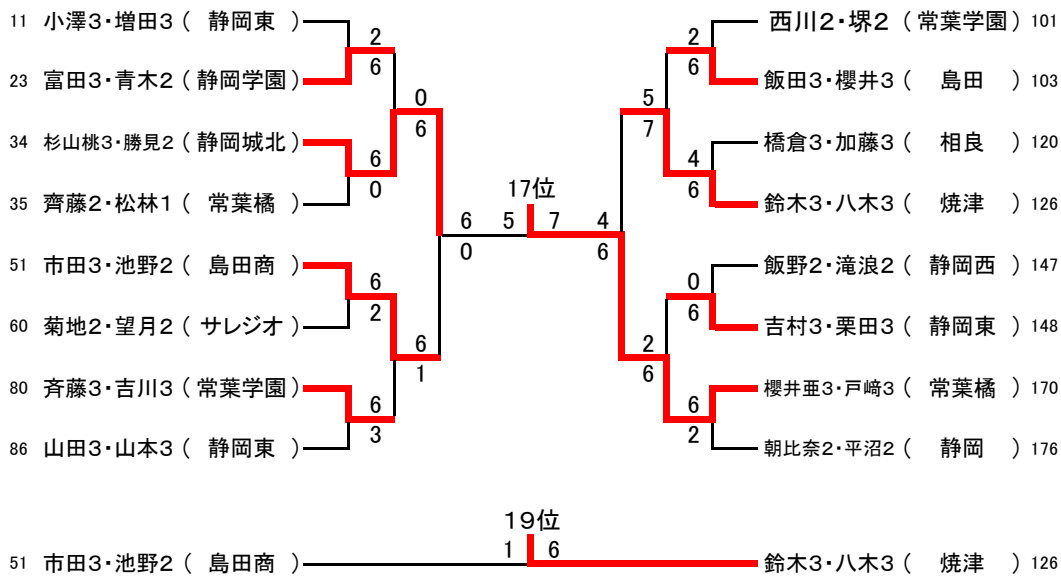 11 小澤3・増田3 ( 静岡東 )
2
6
23 富田3・青木2 ( 静岡学園 )
0
6
34 杉山桃3・勝見2 ( 静岡城北 )
6
0
35 齊藤2・松林1 ( 常葉橘 )
6 5
0
51 市田3・池野2 ( 島田商 )
6
2
60 菊地2・望月2 ( サレジオ )
6
1
80 斉藤3・吉川3 ( 常葉学園 )
6
3
86 山田3・山本3 ( 静岡東 )
17位
西川2・堺2 ( 常葉学園 ) 101
2
6
飯田3・櫻井3 ( 島田 ) 103
5
7
橋倉3・加藤3 ( 相良 ) 120
4
6
鈴木3・八木3 ( 焼津 ) 126
7 4
6
飯野2・滝浪2 ( 静岡西 ) 147
0
6
吉村3・栗田3 ( 静岡東 ) 148
2
6
櫻井亜3・戸﨑3 ( 常葉橘 ) 170
6
2
朝比奈2・平沼2 ( 静岡 ) 176
19位
1 6
51 市田3・池野2 ( 島田商 )
鈴木3・八木3 ( 焼津 ) 126